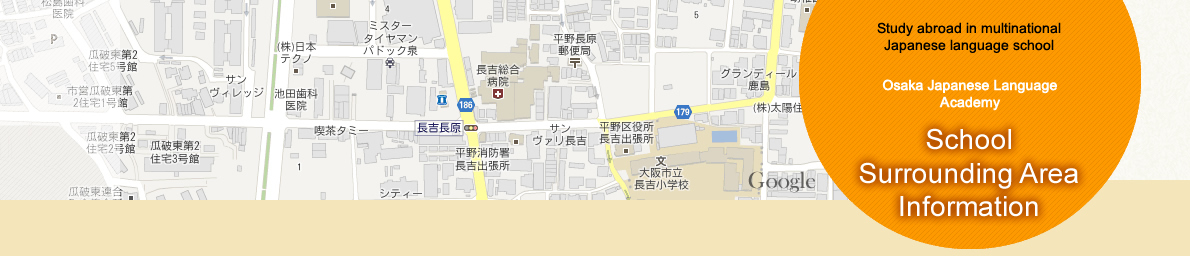 医院
P
瓜破東第2
住宅5号館
市営瓜破東第
2住宅1号館
瓜破東第
2住宅2号館
瓜破東第2
住宅3号館
瓜破東連合
(株)日本
テクノ
サン
ヴィレッジ
池田歯科
医院
喫茶タミー
1
4
ミスター
タイヤマン
パドック泉
186
長吉長原
長吉総合
病院
平野長原
郵便局
平野消防署
長吉出張所
シティー
サン
ヴァリ長吉
平野区役所
長吉出張所
文
大阪市立
長吉小学校
179
グランディール
鹿島
(株)太陽住
Google
Study abroad in multinational
Japanese language school
Osaka Japanese Language
Academy
School
Surrounding Area
Information